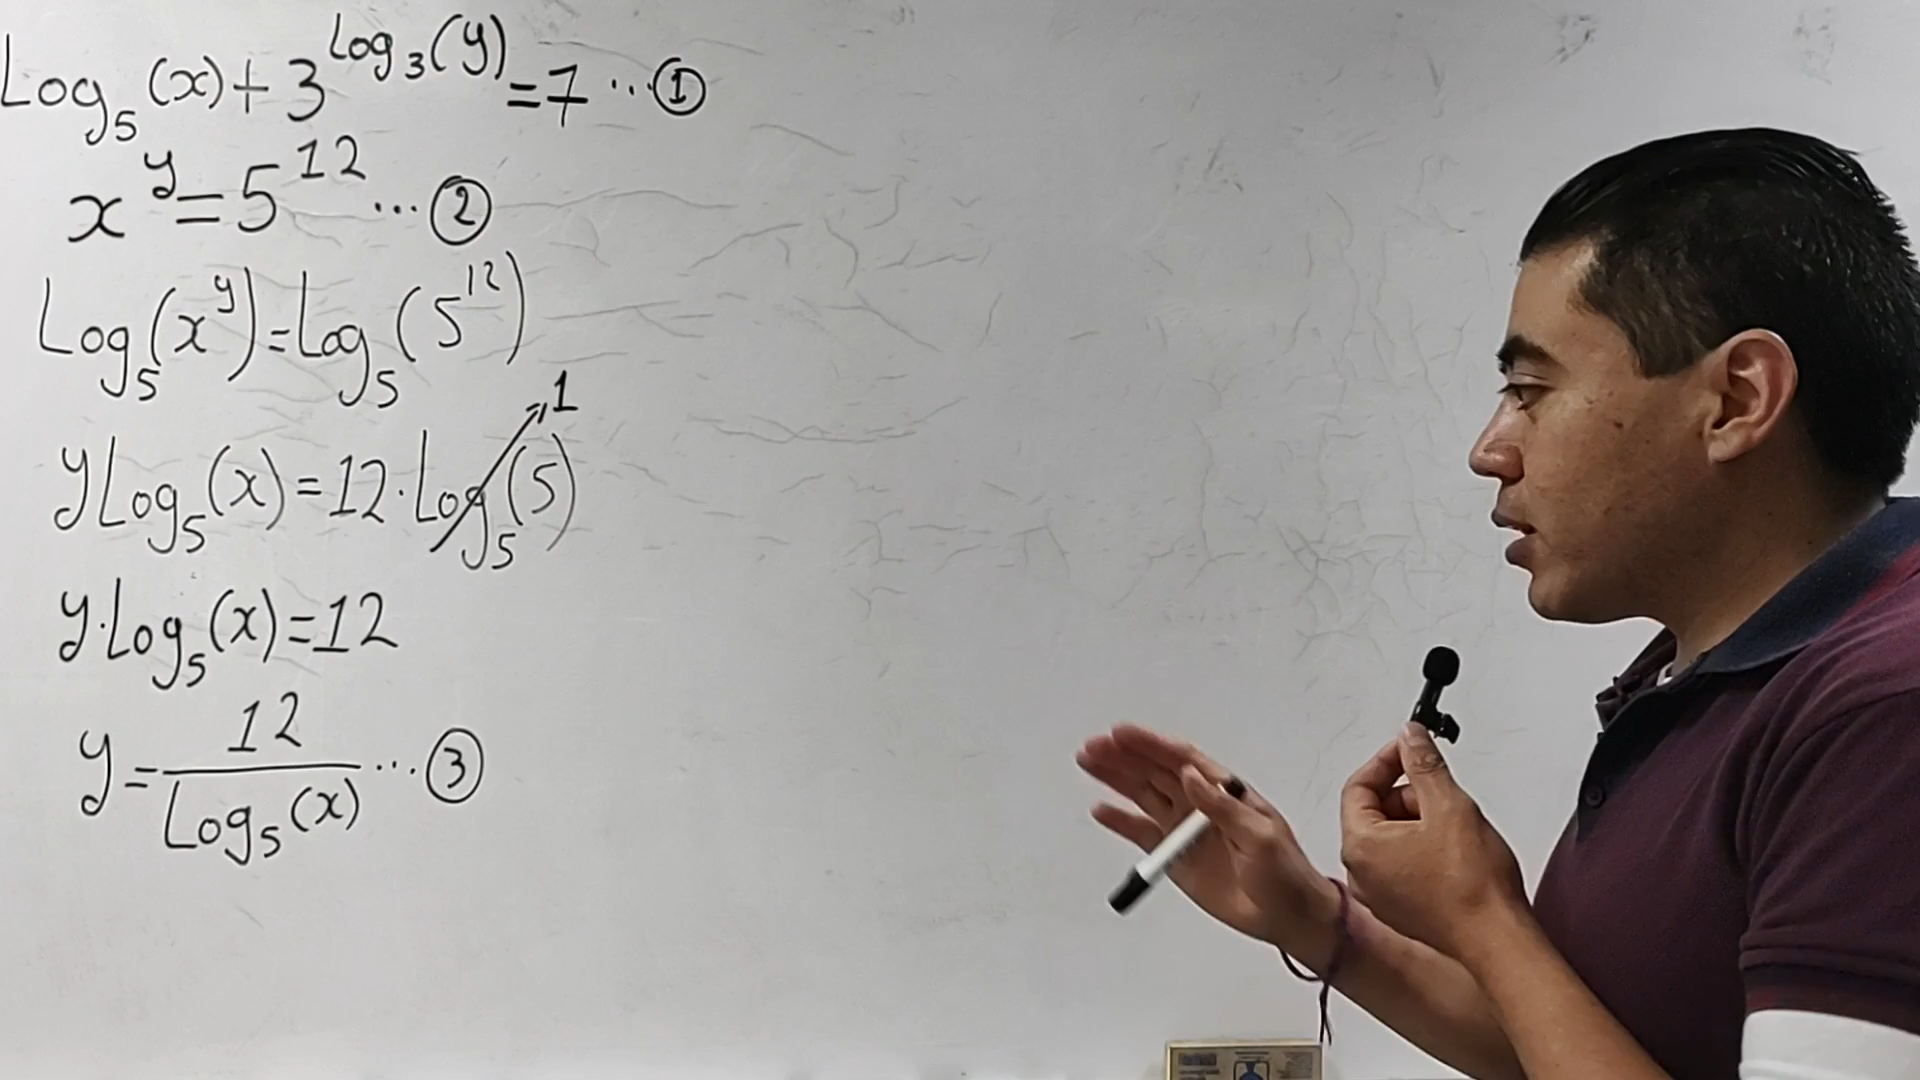 Log₅(x)+3^Log₃(y)=7 ...①
x^y=5^12 ...②
Log₅(x^y)=Log₅(5^12)
1
yLog₅(x)=12·Log₅(5)
y·Log₅(x)=12
y=12/Log₅(x) ...③